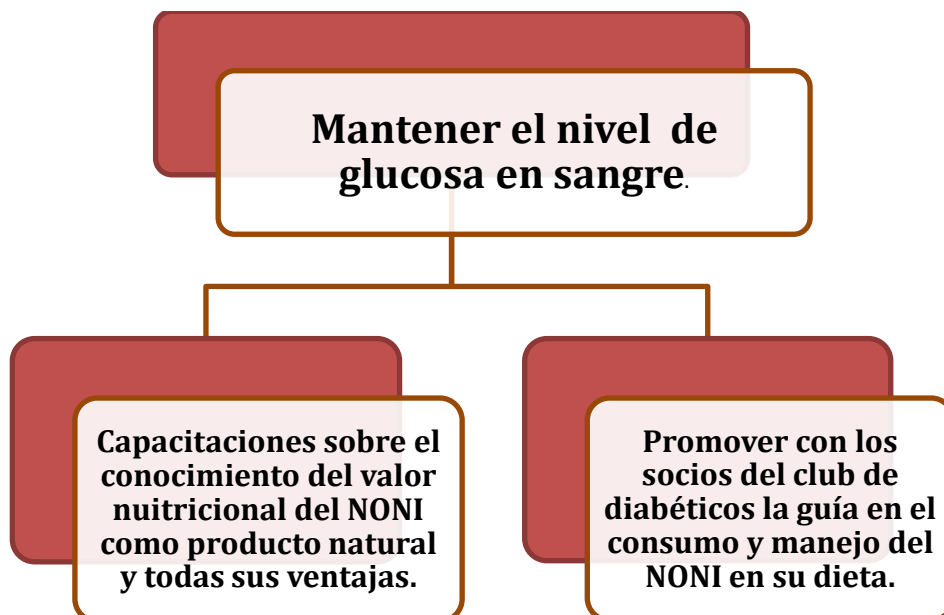 Mantener el nivel de
glucosa en sangre.
Capacitaciones sobre el
conocimiento del valor
nuitricional del NONI
como producto natural
y todas sus ventajas.
Promover con los
socios del club de
diabéticos la guía en el
consumo y manejo del
NONI en su dieta.